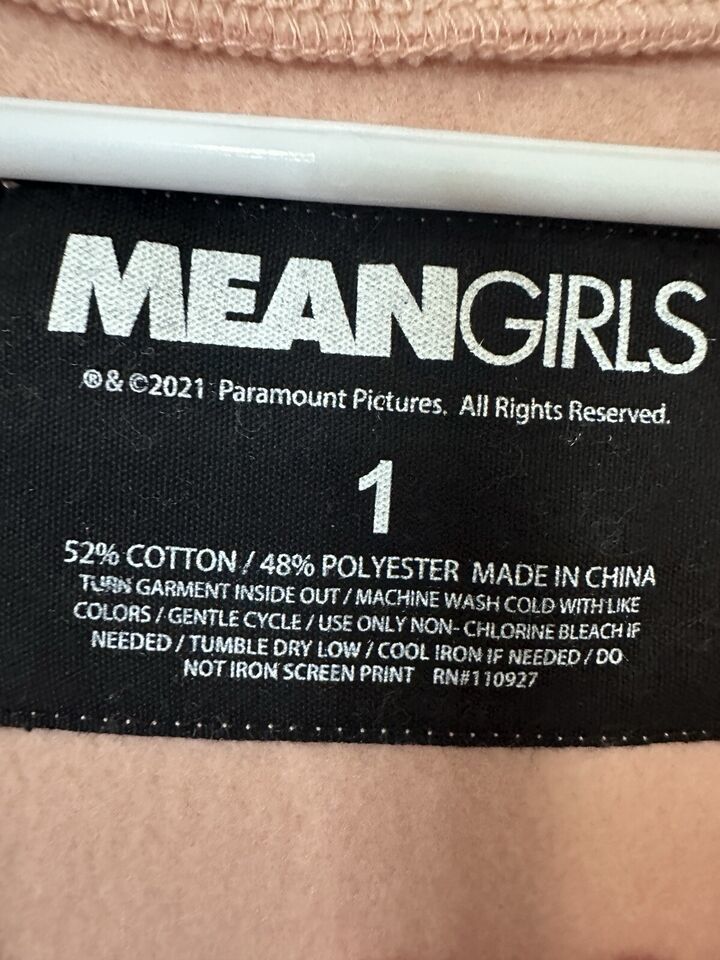 MEANGIRLS
®& ©2021 Paramount Pictures. All Rights Reserved.
1
52% COTTON / 48% POLYESTER MADE IN CHINA
TURN GARMENT INSIDE OUT / MACHINE WASH COLD WITH LIKE
COLORS / GENTLE CYCLE / USE ONLY NON- CHLORINE BLEACH IF
NEEDED / TUMBLE DRY LOW / COOL IRON IF NEEDED / DO
NOT IRON SCREEN PRINT RN#110927